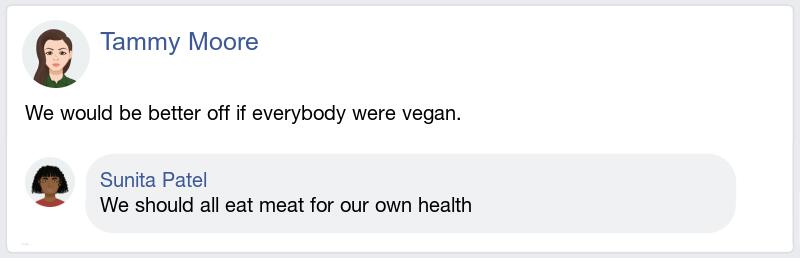 Tammy Moore
We would be better off if everybody were vegan.
Sunita Patel
We should all eat meat for our own health